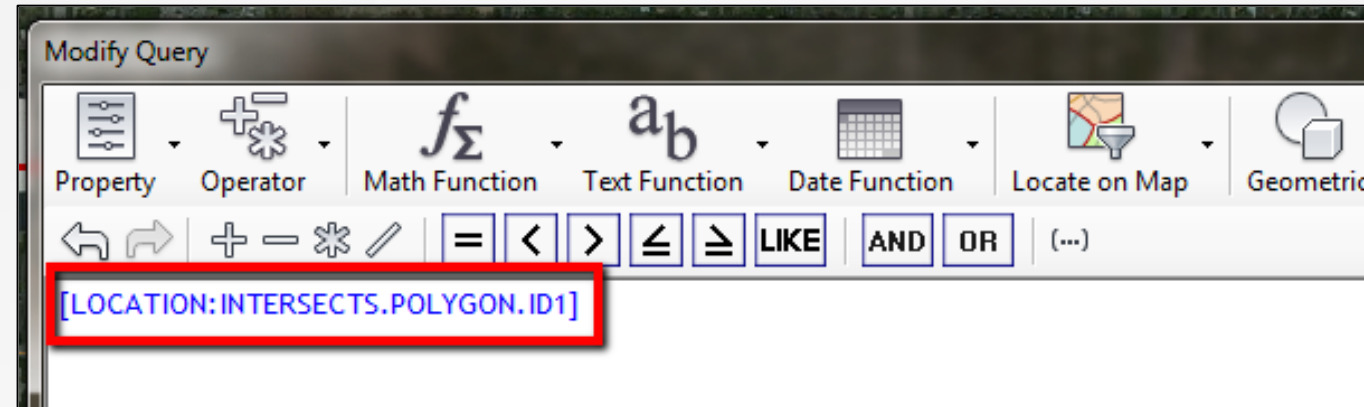 Modify Query
Property Operator Math Function Text Function Date Function Locate on Map Geometric
= < > ≤ ≥ LIKE AND OR (...)
[LOCATION:INTERSECTS.POLYGON.ID1]